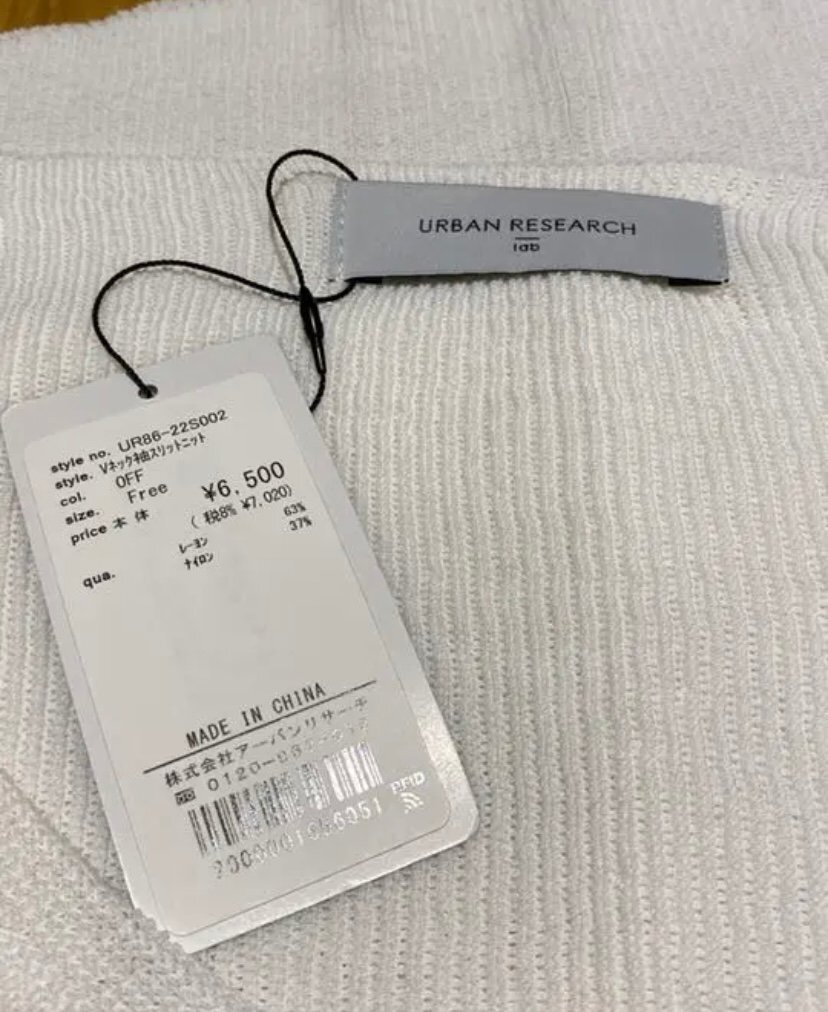 URBAN RESEARCH
lab
style no. UR86-22S002
style. Vネック袖スリットニット
col. OFF
size. Free
price 本 体 ¥6,500
( 税8% ¥7,020)
qua. レーヨン 63%
ナイロン 37%
MADE IN CHINA
株式会社アーバンリサーチ
0120-
RFID